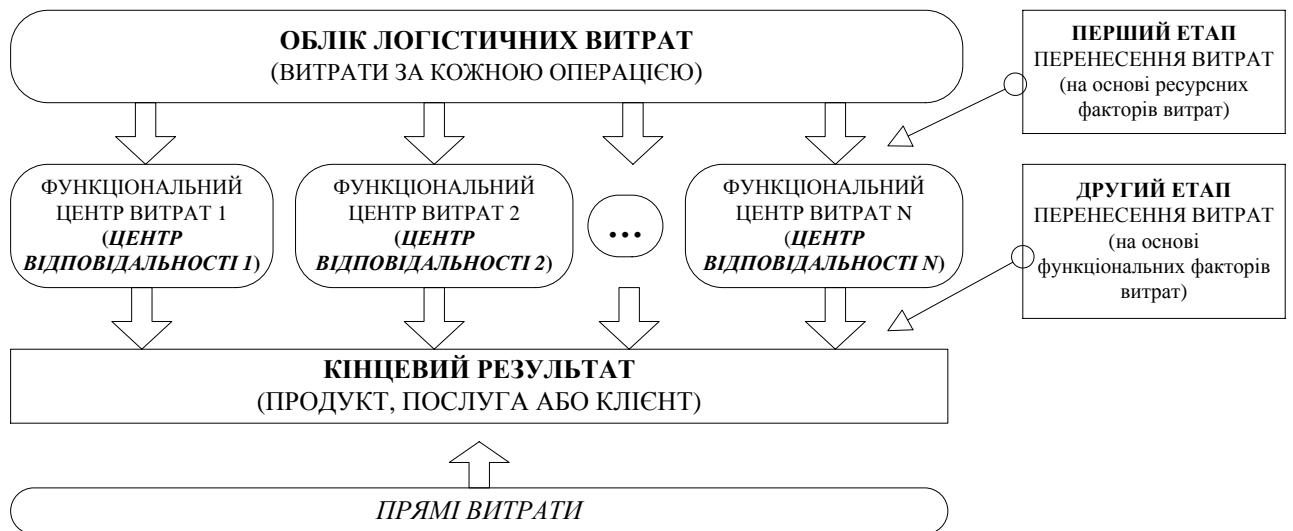 ОБЛІК ЛОГІСТИЧНИХ ВИТРАТ
(ВИТРАТИ ЗА КОЖНОЮ ОПЕРАЦІЄЮ)
ПЕРШИЙ ЕТАП
ПЕРЕНЕСЕННЯ ВИТРАТ
(на основі ресурсних
факторів витрат)
ФУНКЦІОНАЛЬНИЙ
ЦЕНТР ВИТРАТ 1
(ЦЕНТР
ВІДПОВІДАЛЬНОСТІ 1)
ФУНКЦІОНАЛЬНИЙ
ЦЕНТР ВИТРАТ 2
(ЦЕНТР
ВІДПОВІДАЛЬНОСТІ 2)
...
ФУНКЦІОНАЛЬНИЙ
ЦЕНТР ВИТРАТ N
(ЦЕНТР
ВІДПОВІДАЛЬНОСТІ N)
ДРУГИЙ ЕТАП
ПЕРЕНЕСЕННЯ ВИТРАТ
(на основі
функціональних факторів
витрат)
КІНЦЕВИЙ РЕЗУЛЬТАТ
(ПРОДУКТ, ПОСЛУГА АБО КЛІЄНТ)
ПРЯМІ ВИТРАТИ